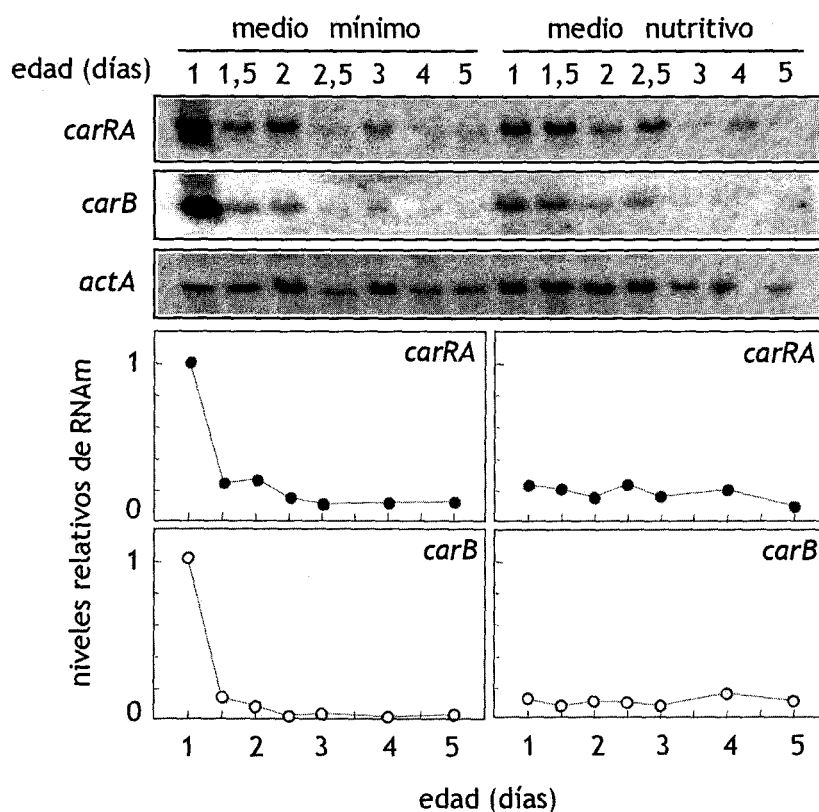 medio mínimo medio nutritivo
edad (días) 1 1,5 2 2,5 3 4 5 1 1,5 2 2,5 3 4 5
carRA
carB
actA
niveles relativos de RNAm
1 carRA carRA
0
1 carB carB
0
1 2 3 4 5 1 2 3 4 5
edad (días)